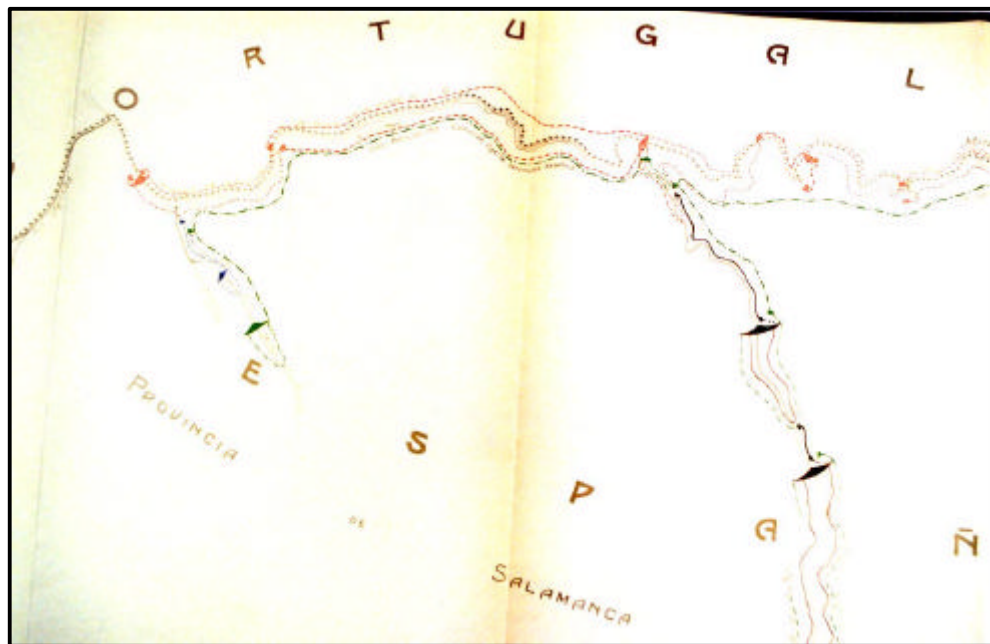 O R T U G A L
E S P A Ñ
PROVINCIA
DE
SALAMANCA